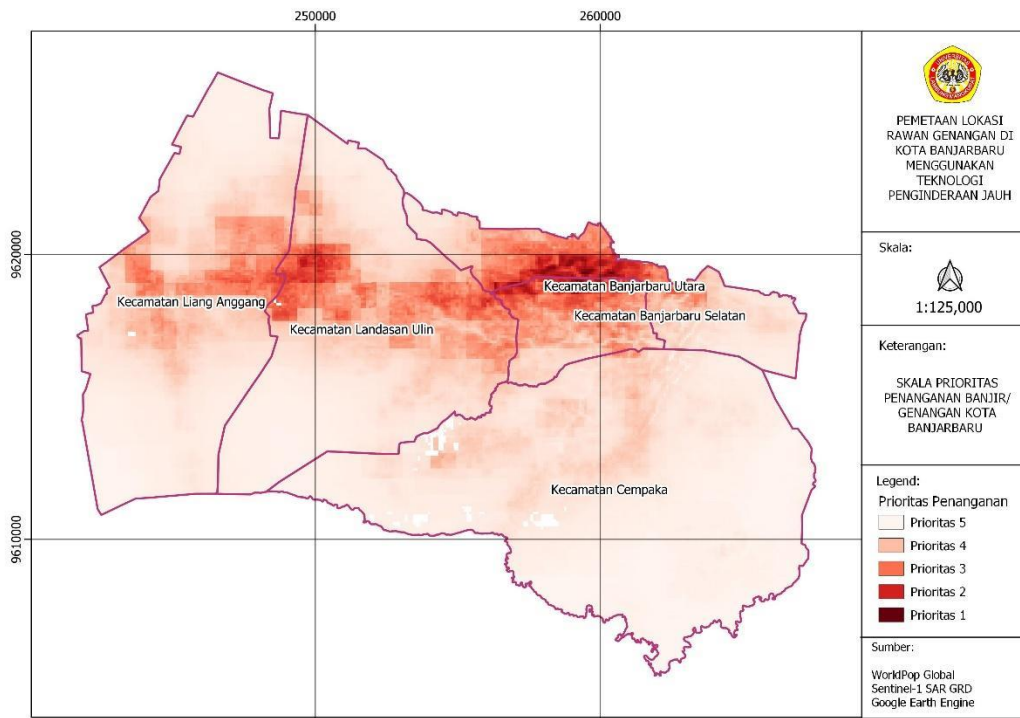 250000
260000
9620000
9610000
Kecamatan Liang Anggang
Kecamatan Landasan Ulin
Kecamatan Banjarbaru Utara
Kecamatan Banjarbaru Selatan
Kecamatan Cempaka
PEMETAAN LOKASI
RAWAN GENANGAN DI
KOTA BANJARBARU
MENGGUNAKAN
TEKNOLOGI
PENGINDERAAN JAUH
Skala:
1:125,000
Keterangan:
SKALA PRIORITAS
PENANGANAN BANJIR/
GENANGAN KOTA
BANJARBARU
Legend:
Prioritas Penanganan
Prioritas 5
Prioritas 4
Prioritas 3
Prioritas 2
Prioritas 1
Sumber:
WorldPop Global
Sentinel-1 SAR GRD
Google Earth Engine